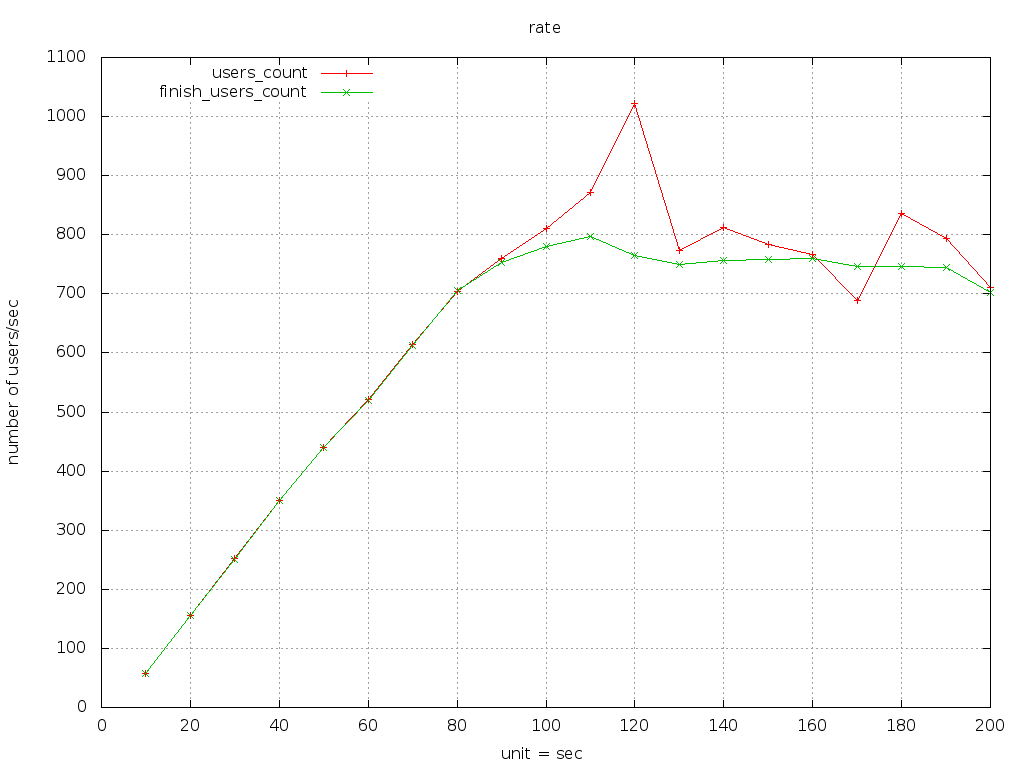 rate
1100
users_count
finish_users_count
1000
900
800
700
600
500
400
300
200
100
0
number of users/sec
0 20 40 60 80 100 120 140 160 180 200
unit = sec